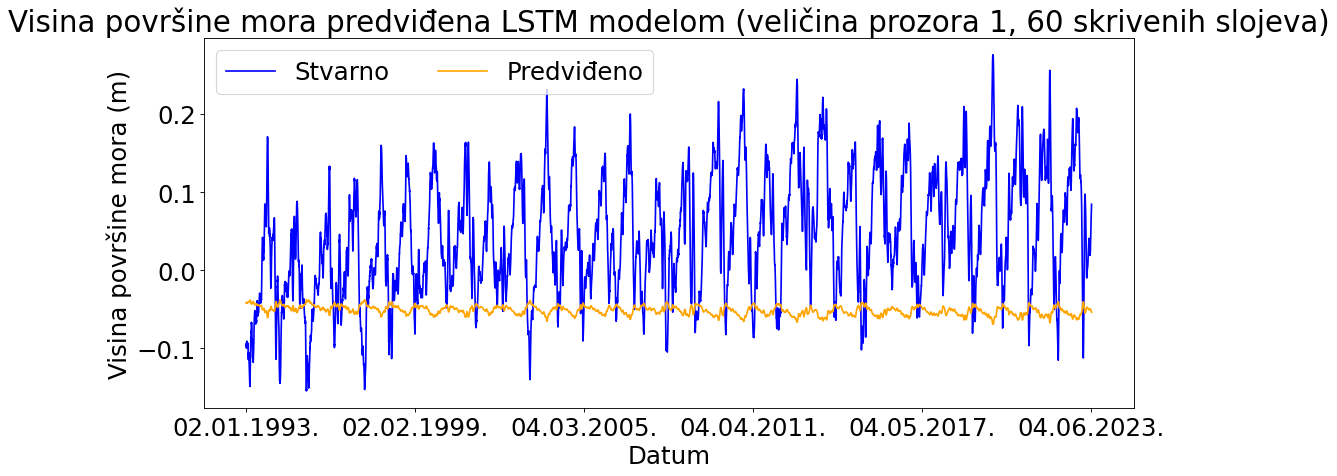 Visina površine mora predviđena LSTM modelom (veličina prozora 1, 60 skrivenih slojeva)
Stvarno
Predviđeno
Visina površine mora (m)
0.2
0.1
0.0
−0.1
02.01.1993.
02.02.1999.
04.03.2005.
04.04.2011.
04.05.2017.
04.06.2023.
Datum